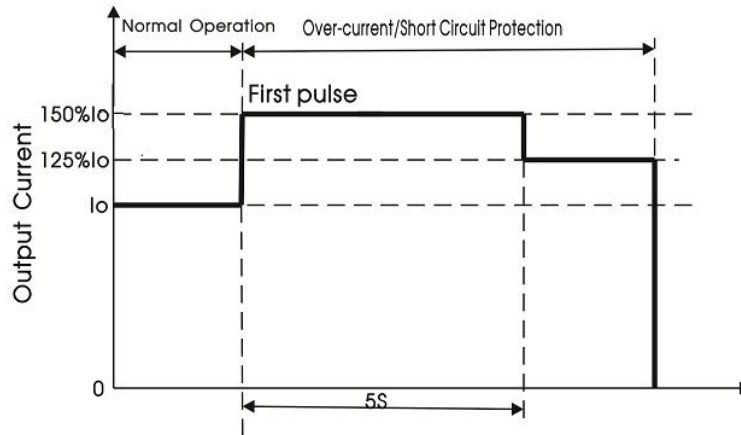 Normal Operation
Over-current/Short Circuit Protection
First pulse
150%Io
125%Io
Io
Output Current
0
5S